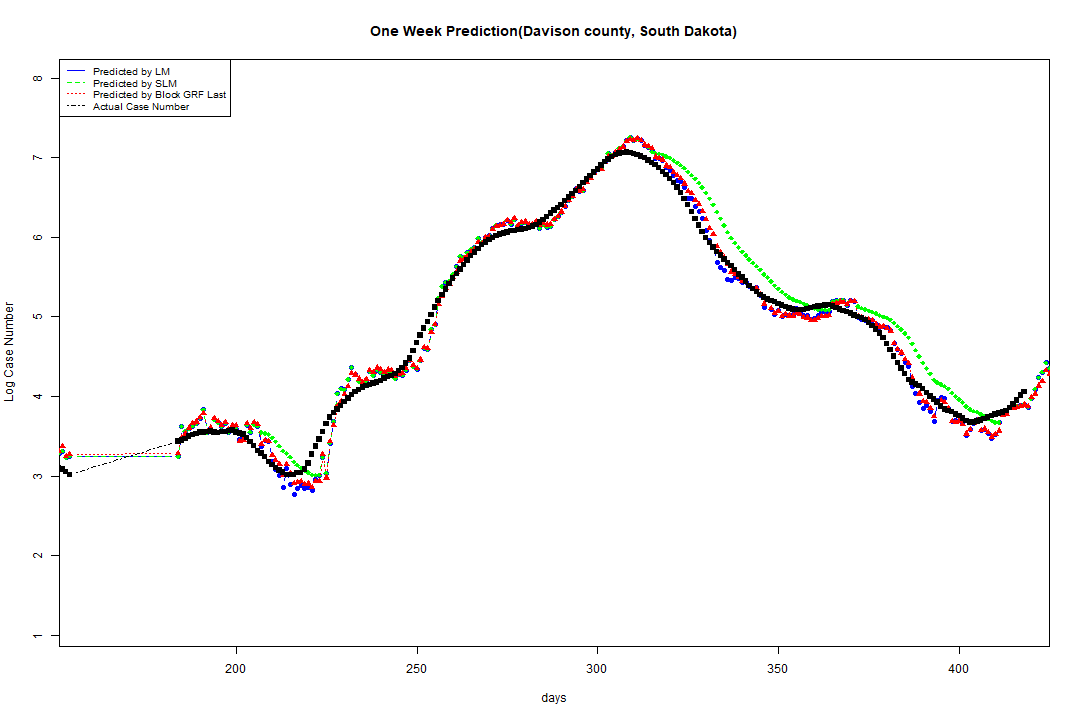 One Week Prediction(Davison county, South Dakota)
Predicted by LM
Predicted by SLM
Predicted by Block GRF Last
Actual Case Number
8
7
6
5
4
3
2
1
Log Case Number
200 250 300 350 400
days